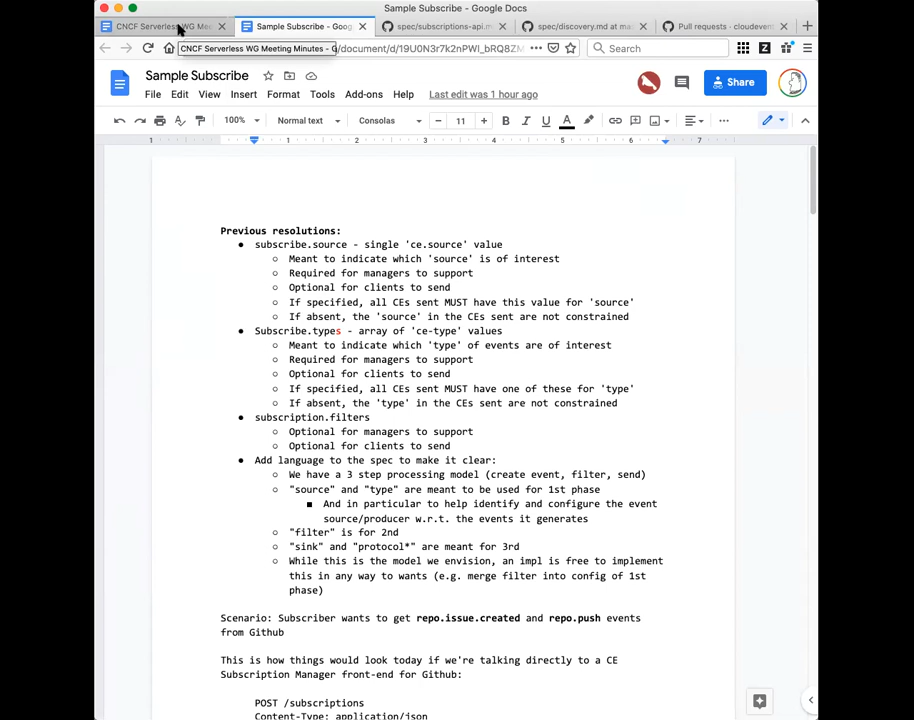 Sample Subscribe - Google Docs
CNCF Serverless WG Mee
Sample Subscribe - Goog
spec/subscriptions-api.m
spec/discovery.md at ma
Pull requests · cloudeven
CNCF Serverless WG Meeting Minutes - G
/document/d/19U0N3r7k2nPWl_bRQ8ZM
Search
Sample Subscribe
File Edit View Insert Format Tools Add-ons Help Last edit was 1 hour ago
Share
100% Normal text Consolas 11
1 1 2 3 4 5 6 7
Previous resolutions:
● subscribe.source - single 'ce.source' value
○ Meant to indicate which 'source' is of interest
○ Required for managers to support
○ Optional for clients to send
○ If specified, all CEs sent MUST have this value for 'source'
○ If absent, the 'source' in the CEs sent are not constrained
● Subscribe.types - array of 'ce-type' values
○ Meant to indicate which 'type' of events are of interest
○ Required for managers to support
○ Optional for clients to send
○ If specified, all CEs sent MUST have one of these for 'type'
○ If absent, the 'type' in the CEs sent are not constrained
● subscription.filters
○ Optional for managers to support
○ Optional for clients to send
● Add language to the spec to make it clear:
○ We have a 3 step processing model (create event, filter, send)
○ "source" and "type" are meant to be used for 1st phase
■ And in particular to help identify and configure the event
source/producer w.r.t. the events it generates
○ "filter" is for 2nd
○ "sink" and "protocol*" are meant for 3rd
○ While this is the model we envision, an impl is free to implement
this in any way to wants (e.g. merge filter into config of 1st
phase)
Scenario: Subscriber wants to get repo.issue.created and repo.push events
from Github
This is how things would look today if we're talking directly to a CE
Subscription Manager front-end for Github:
POST /subscriptions
Content-Type: application/json